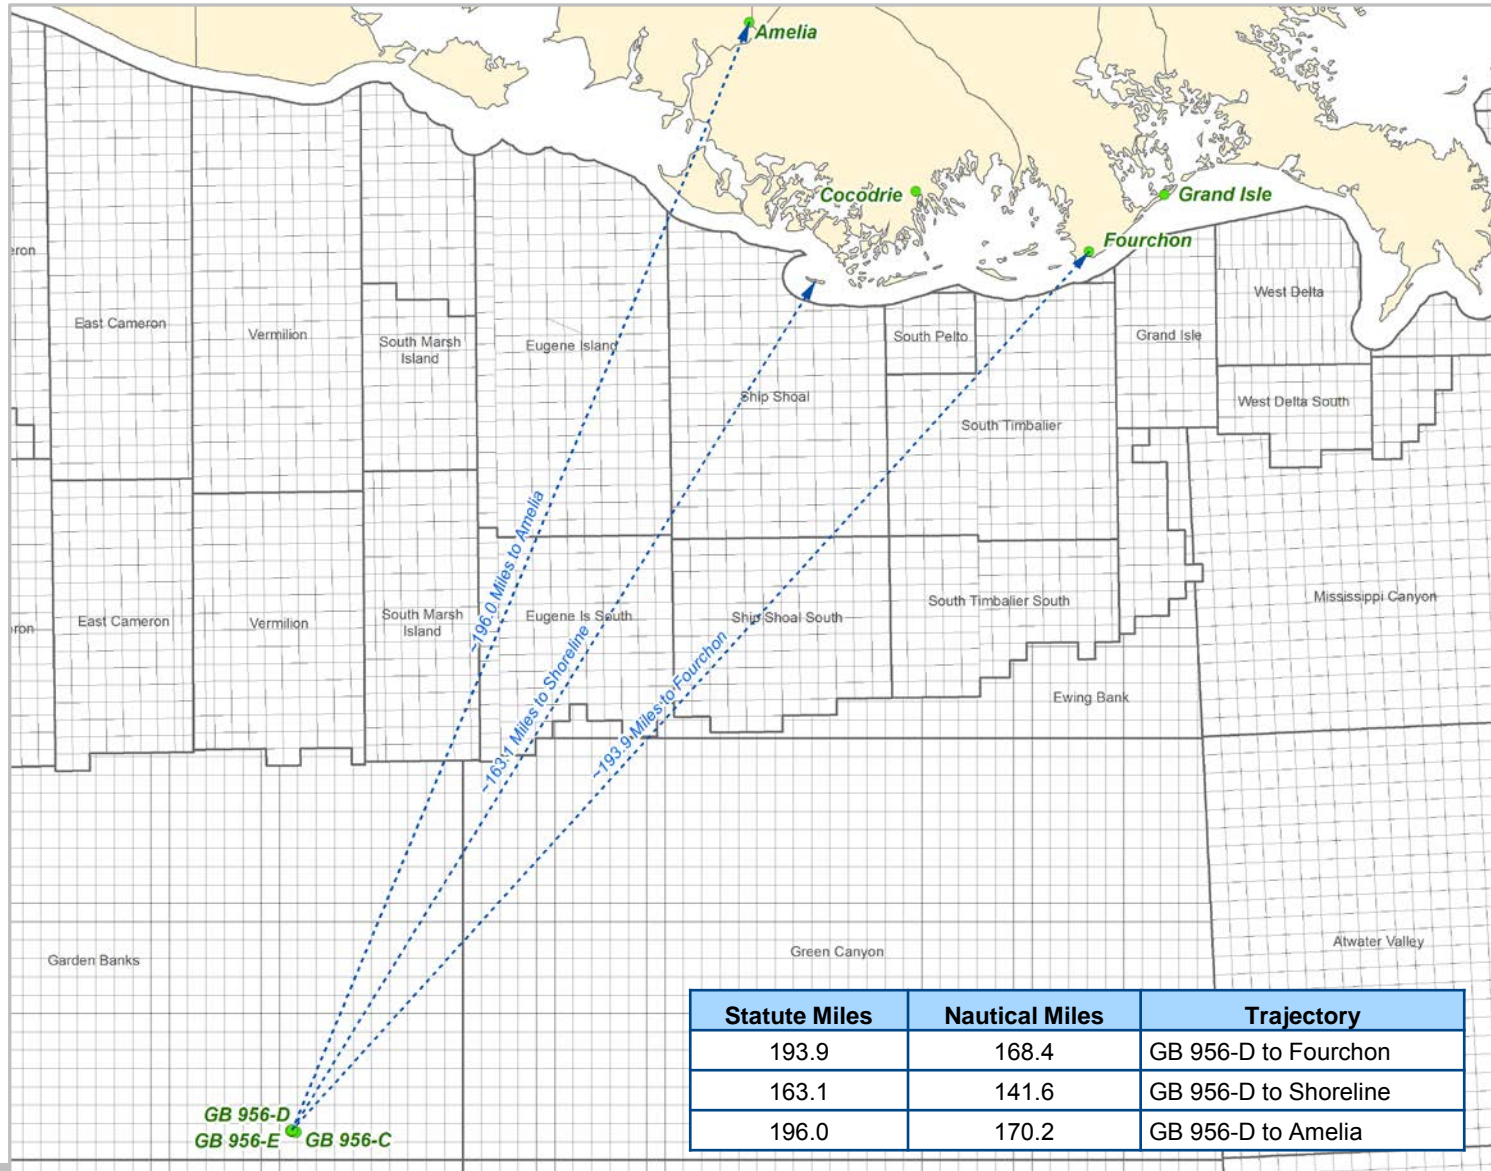 Amelia
Cocodrie
Grand Isle
Fourchon
eron
East Cameron
Vermilion
South Marsh
Island
Eugene Island
Ship Shoal
South Pelto
South Timbalier
Grand Isle
West Delta
West Delta South
~196.0 Miles to Amelia
~163.1 Miles to Shoreline
~193.9 Miles to Fourchon
ron
East Cameron
Vermilion
South Marsh
Island
Eugene Is South
Ship Shoal South
South Timbalier South
Mississippi Canyon
Ewing Bank
Garden Banks
Green Canyon
Atwater Valley
GB 956-D
GB 956-E
GB 956-C
Statute Miles Nautical Miles Trajectory
193.9 168.4 GB 956-D to Fourchon
163.1 141.6 GB 956-D to Shoreline
196.0 170.2 GB 956-D to Amelia